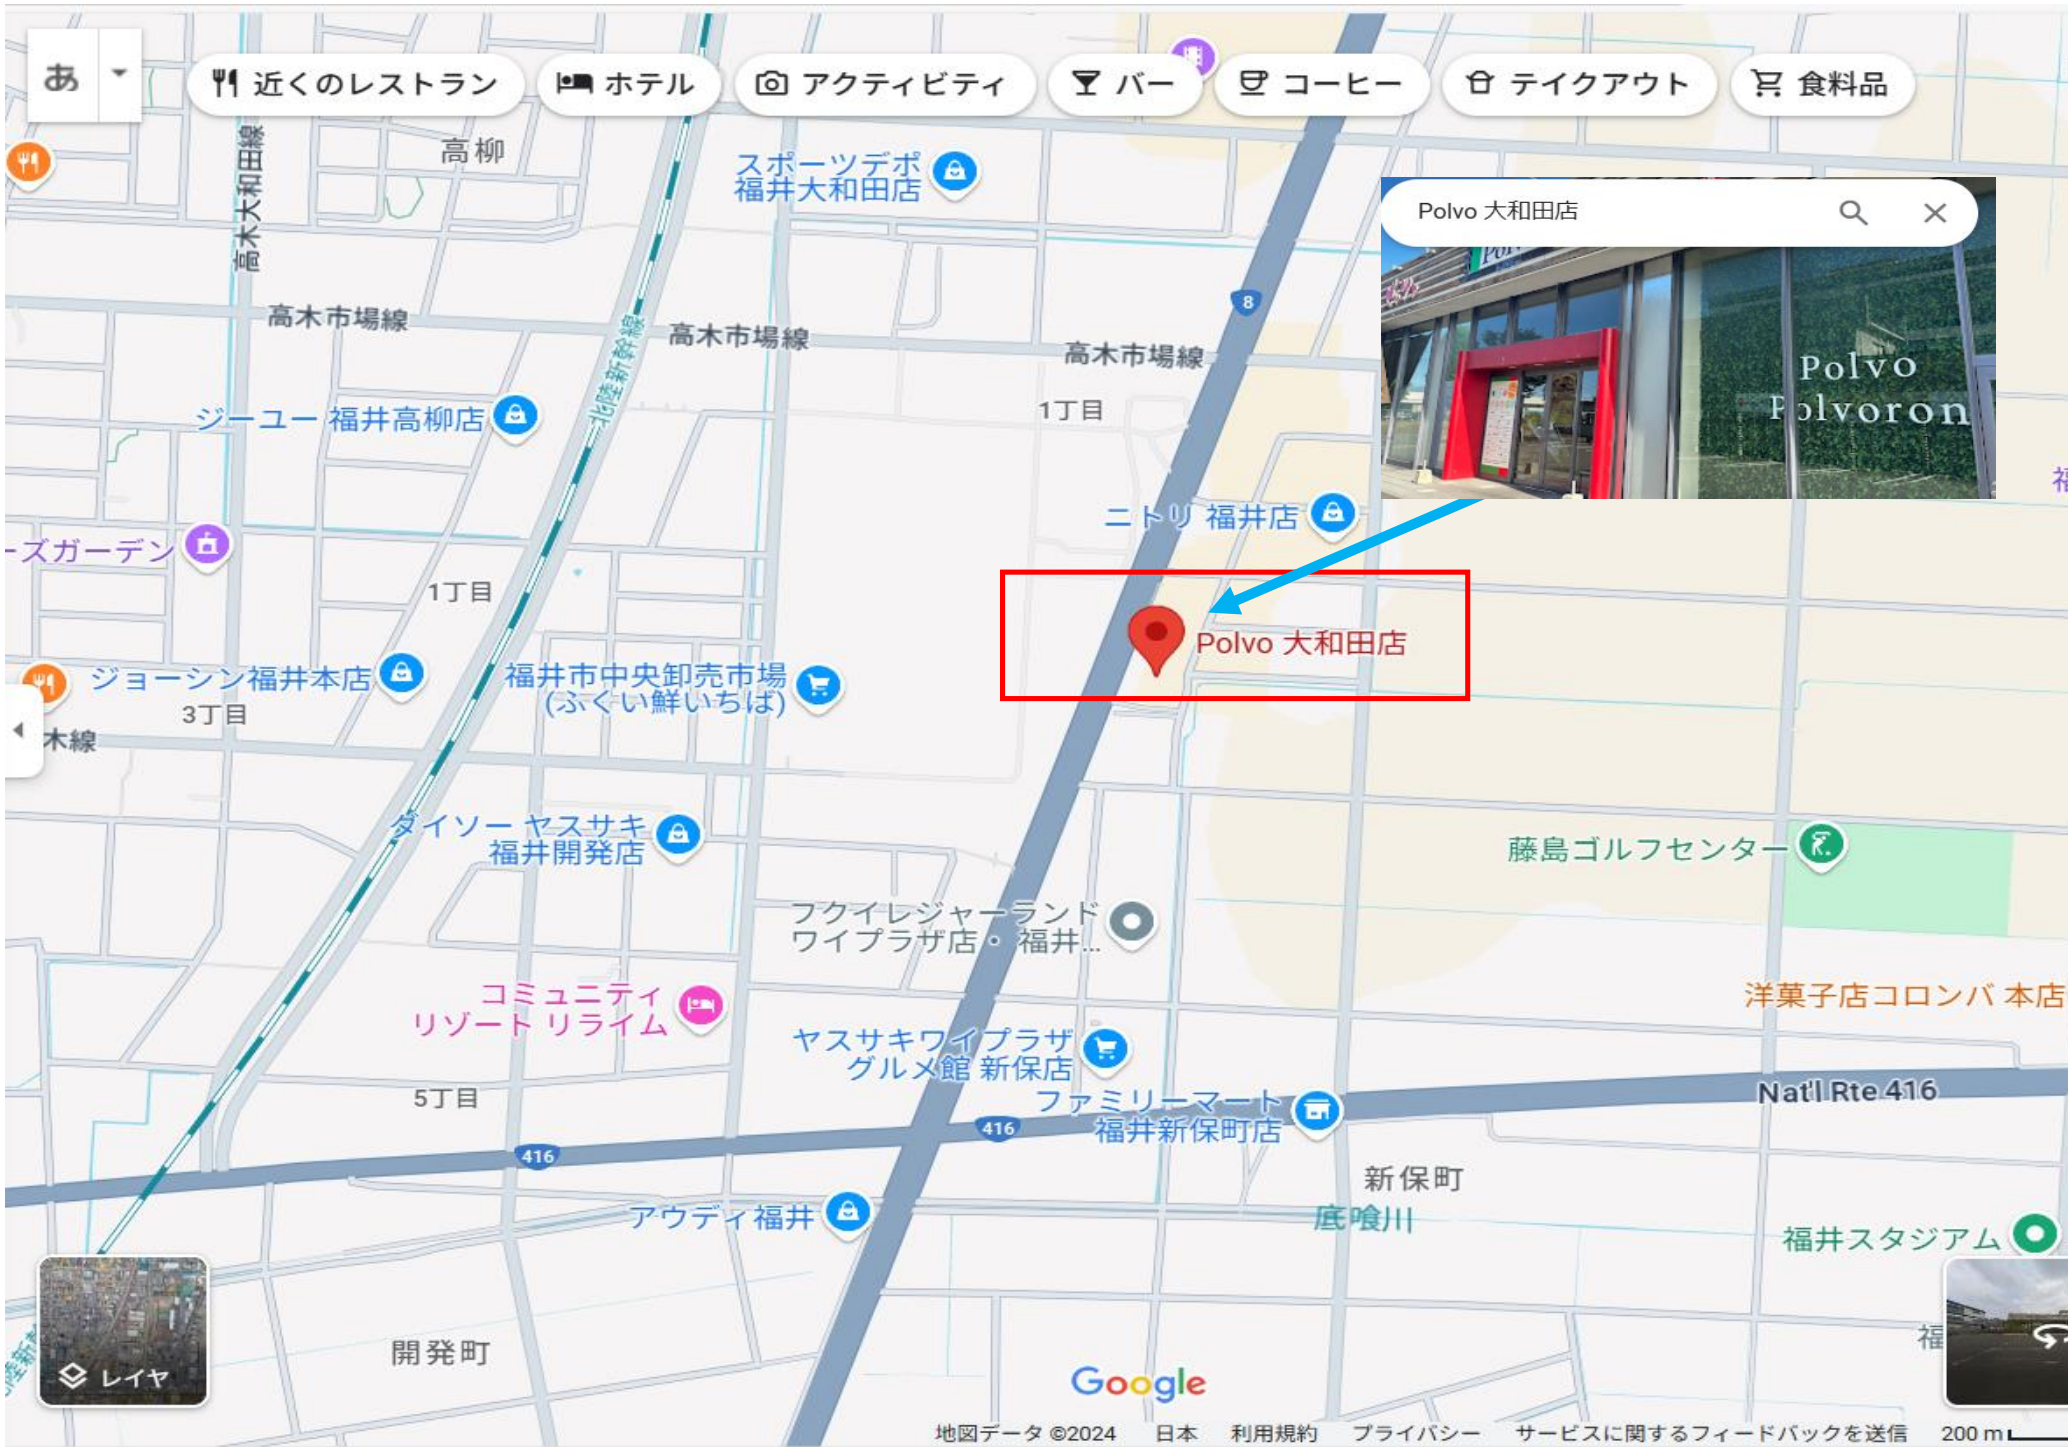 あ
近くのレストラン
ホテル
アクティビティ
バー
コーヒー
テイクアウト
食料品
高柳
高木大和田線
スポーツデポ
福井大和田店
Polvo 大和田店
8
高木市場線
高木市場線
高木市場線
北陸新幹線
Polvo
Polvoron
ジーユー 福井高柳店
1丁目
ニトリ 福井店
ーズガーデン
1丁目
Polvo 大和田店
ジョーシン福井本店
福井市中央卸売市場
(ふくい鮮いちば)
3丁目
木線
ダイソー ヤスサキ
福井開発店
藤島ゴルフセンター
フクイレジャーランド
ワイプラザ店・福井...
コミュニティ
リゾート リライム
洋菓子店コロンバ 本店
ヤスサキワイプラザ
グルメ館 新保店
5丁目
ファミリーマート
福井新保町店
Nat'l Rte 416
416
416
新保町
底喰川
アウディ福井
福井スタジアム
開発町
福
レイヤ
Google
地図データ ©2024
日本
利用規約
プライバシー
サービスに関するフィードバックを送信
200 m